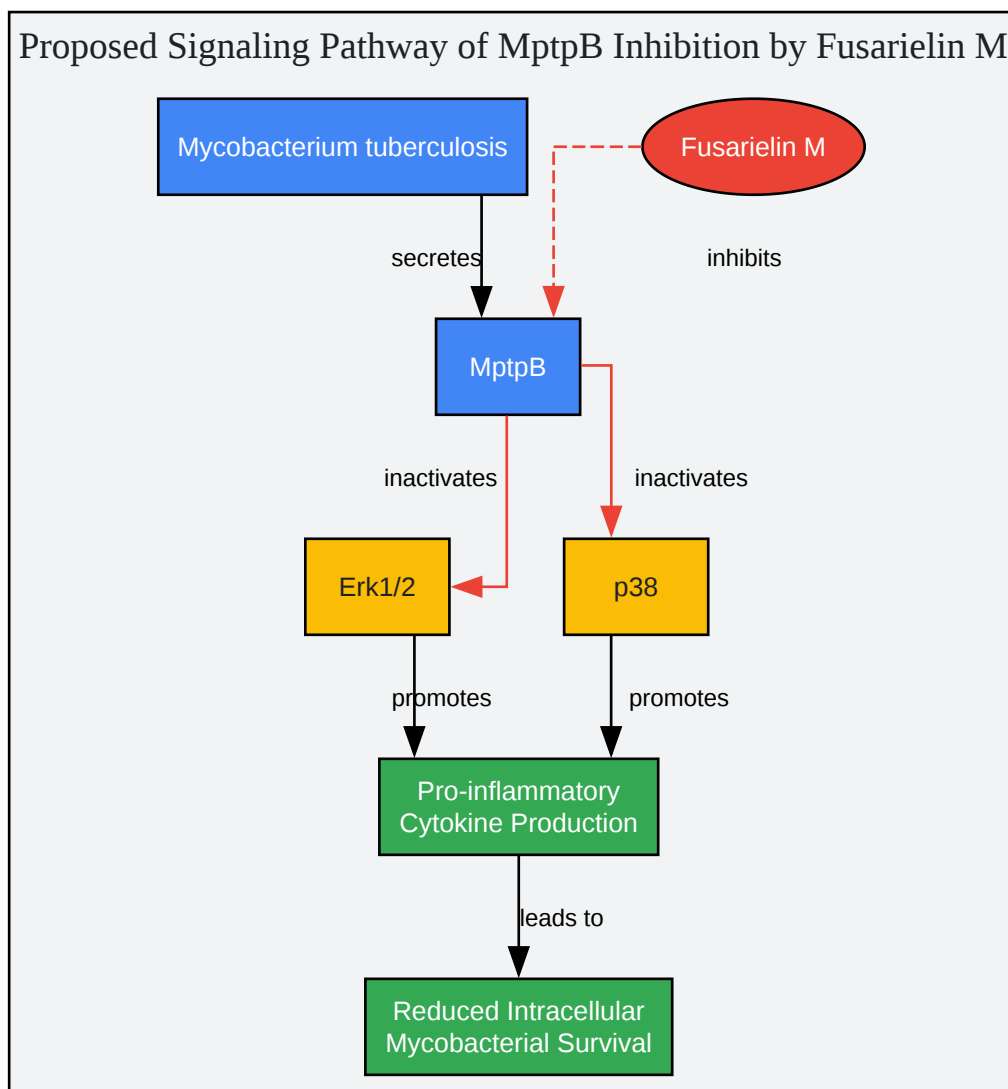 Proposed Signaling Pathway of MptpB Inhibition by Fusarielin M
Mycobacterium tuberculosis
Fusarielin M
secretes
inhibits
MptpB
inactivates
inactivates
Erk1/2
p38
promotes
promotes
Pro-inflammatory
Cytokine Production
leads to
Reduced Intracellular
Mycobacterial Survival